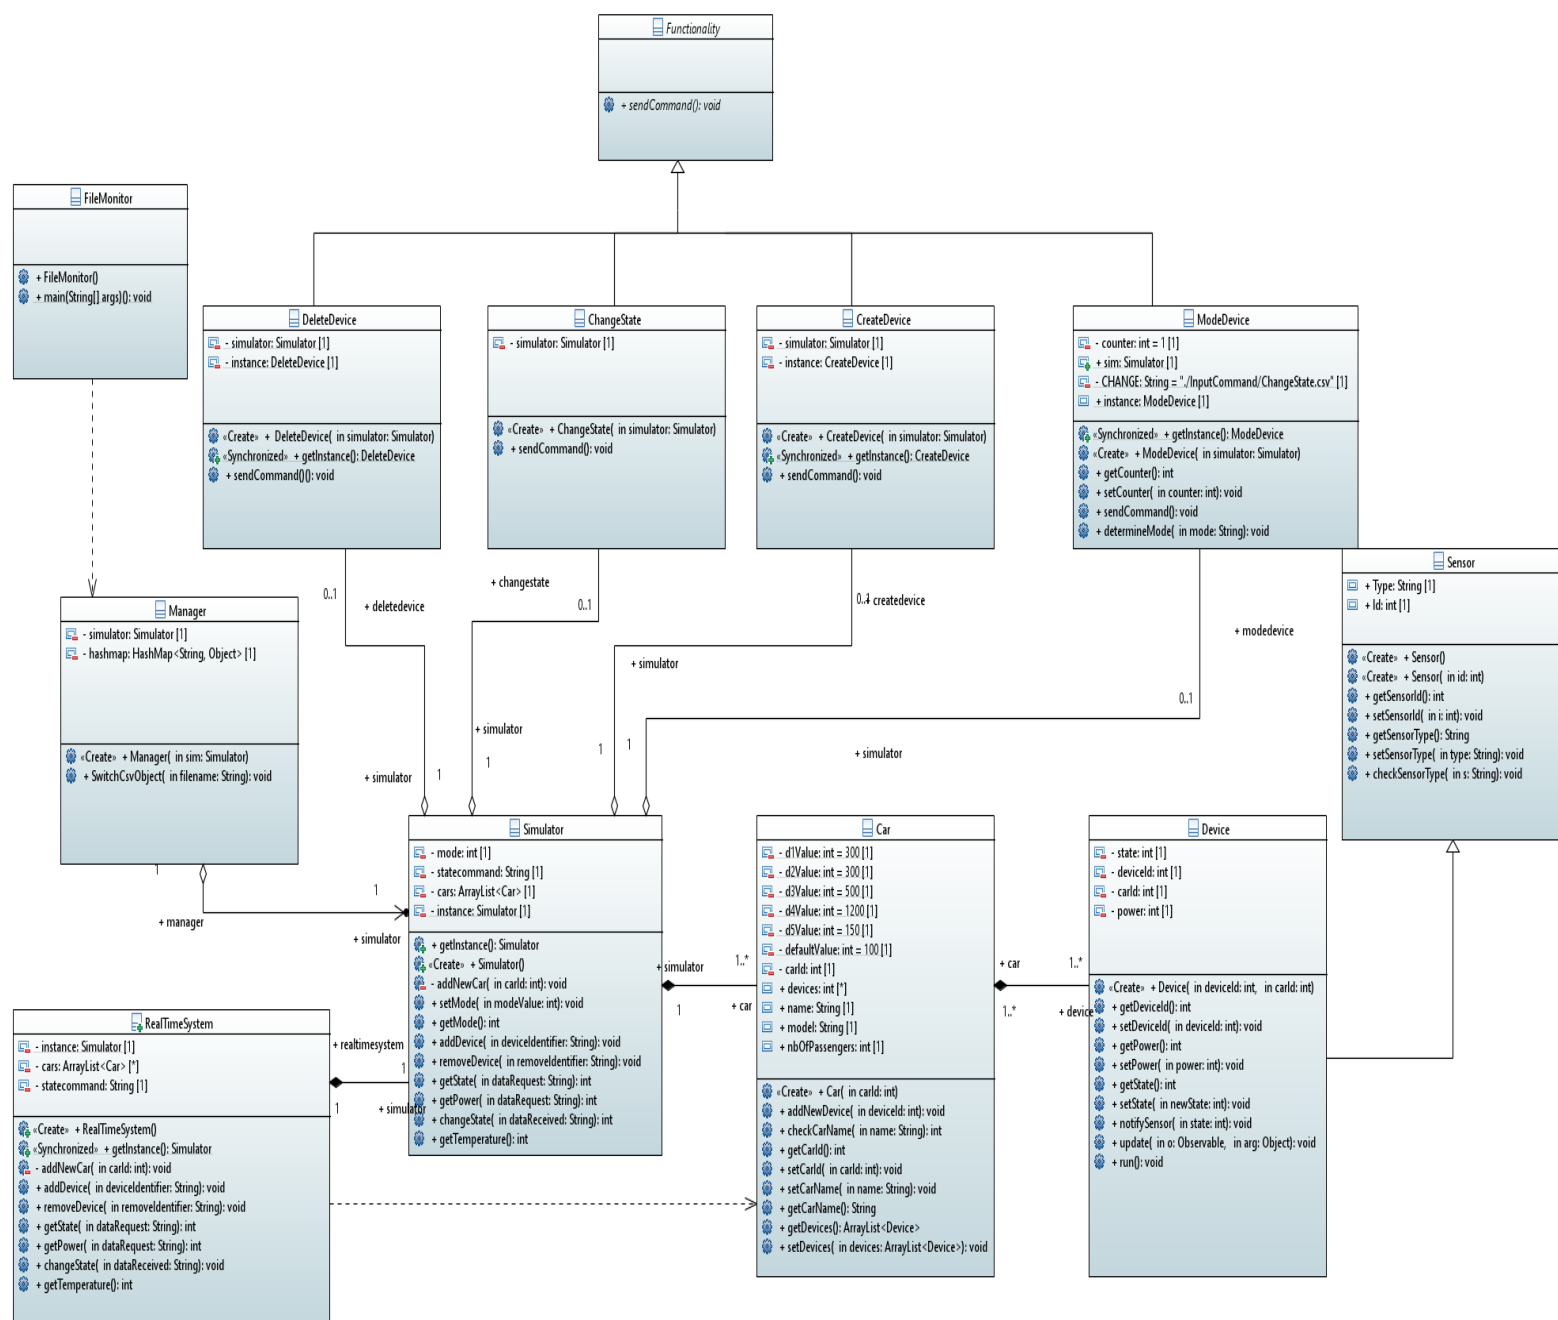 Functionality
+ sendCommand(): void
FileMonitor
+ FileMonitor()
+ main(String[] args)(): void
DeleteDevice
- simulator: Simulator [1]
- instance: DeleteDevice [1]
«Create» + DeleteDevice( in simulator: Simulator)
«Synchronized» + getInstance(): DeleteDevice
+ sendCommand()(): void
ChangeState
- simulator: Simulator [1]
«Create» + ChangeState( in simulator: Simulator)
+ sendCommand(): void
CreateDevice
- simulator: Simulator [1]
- instance: CreateDevice [1]
«Create» + CreateDevice( in simulator: Simulator)
«Synchronized» + getInstance(): CreateDevice
+ sendCommand(): void
ModeDevice
- counter: int = 1 [1]
+ sim: Simulator [1]
- CHANGE: String = "./InputCommand/ChangeState.csv" [1]
+ instance: ModeDevice [1]
«Synchronized» + getInstance(): ModeDevice
«Create» + ModeDevice( in simulator: Simulator)
+ getCounter(): int
+ setCounter( in counter: int): void
+ sendCommand(): void
+ determineMode( in mode: String): void
Sensor
+ Type: String [1]
+ Id: int [1]
«Create» + Sensor()
«Create» + Sensor( in id: int)
+ getSensorId(): int
+ setSensorId( in i: int): void
+ getSensorType(): String
+ setSensorType( in type: String): void
+ checkSensorType( in s: String): void
0..1
+ deletedevice
+ changestate
0..1
0..1
+ createdevice
+ modedevice
0..1
Manager
- simulator: Simulator [1]
- hashmap: HashMap<String, Object> [1]
«Create» + Manager( in sim: Simulator)
+ SwitchCsvObject( in filename: String): void
+ simulator
1
+ simulator
1
+ simulator
1
1
+ simulator
1
+ manager
1
+ simulator
Simulator
- mode: int [1]
- statecommand: String [1]
- cars: ArrayList<Car> [1]
- instance: Simulator [1]
+ getInstance(): Simulator
«Create» + Simulator()
- addNewCar( in carId: int): void
+ setMode( in modeValue: int): void
+ getMode(): int
+ addDevice( in deviceIdentifier: String): void
+ removeDevice( in removeIdentifier: String): void
+ getState( in dataRequest: String): int
+ getPower( in dataRequest: String): int
+ changeState( in dataReceived: String): int
+ getTemperature(): int
+ simulator
1
1..*
+ car
Car
- d1Value: int = 300 [1]
- d2Value: int = 300 [1]
- d3Value: int = 500 [1]
- d4Value: int = 1200 [1]
- d5Value: int = 150 [1]
- defaultValue: int = 100 [1]
- carId: int [1]
+ devices: int [*]
+ name: String [1]
+ model: String [1]
+ nbOfPassengers: int [1]
«Create» + Car( in carId: int)
+ addNewDevice( in deviceId: int): void
+ checkCarName( in name: String): int
+ getCarId(): int
+ setCarId( in carId: int): void
+ setCarName( in name: String): void
+ getCarName(): String
+ getDevices(): ArrayList<Device>
+ setDevices( in devices: ArrayList<Device>): void
+ car
1..*
1..*
+ device
Device
- state: int [1]
- deviceId: int [1]
- carId: int [1]
- power: int [1]
«Create» + Device( in deviceId: int, in carId: int)
+ getDeviceId(): int
+ setDeviceId( in deviceId: int): void
+ getPower(): int
+ setPower( in power: int): void
+ getState(): int
+ setState( in newState: int): void
+ notifySensor( in state: int): void
+ update( in o: Observable, in arg: Object): void
+ run(): void
RealTimeSystem
- instance: Simulator [1]
- cars: ArrayList<Car> [*]
- statecommand: String [1]
«Create» + RealTimeSystem()
«Synchronized» + getInstance(): Simulator
- addNewCar( in carId: int): void
+ addDevice( in deviceIdentifier: String): void
+ removeDevice( in removeIdentifier: String): void
+ getState( in dataRequest: String): int
+ getPower( in dataRequest: String): int
+ changeState( in dataReceived: String): void
+ getTemperature(): int
+ realtimesystem
1
1
+ simulator